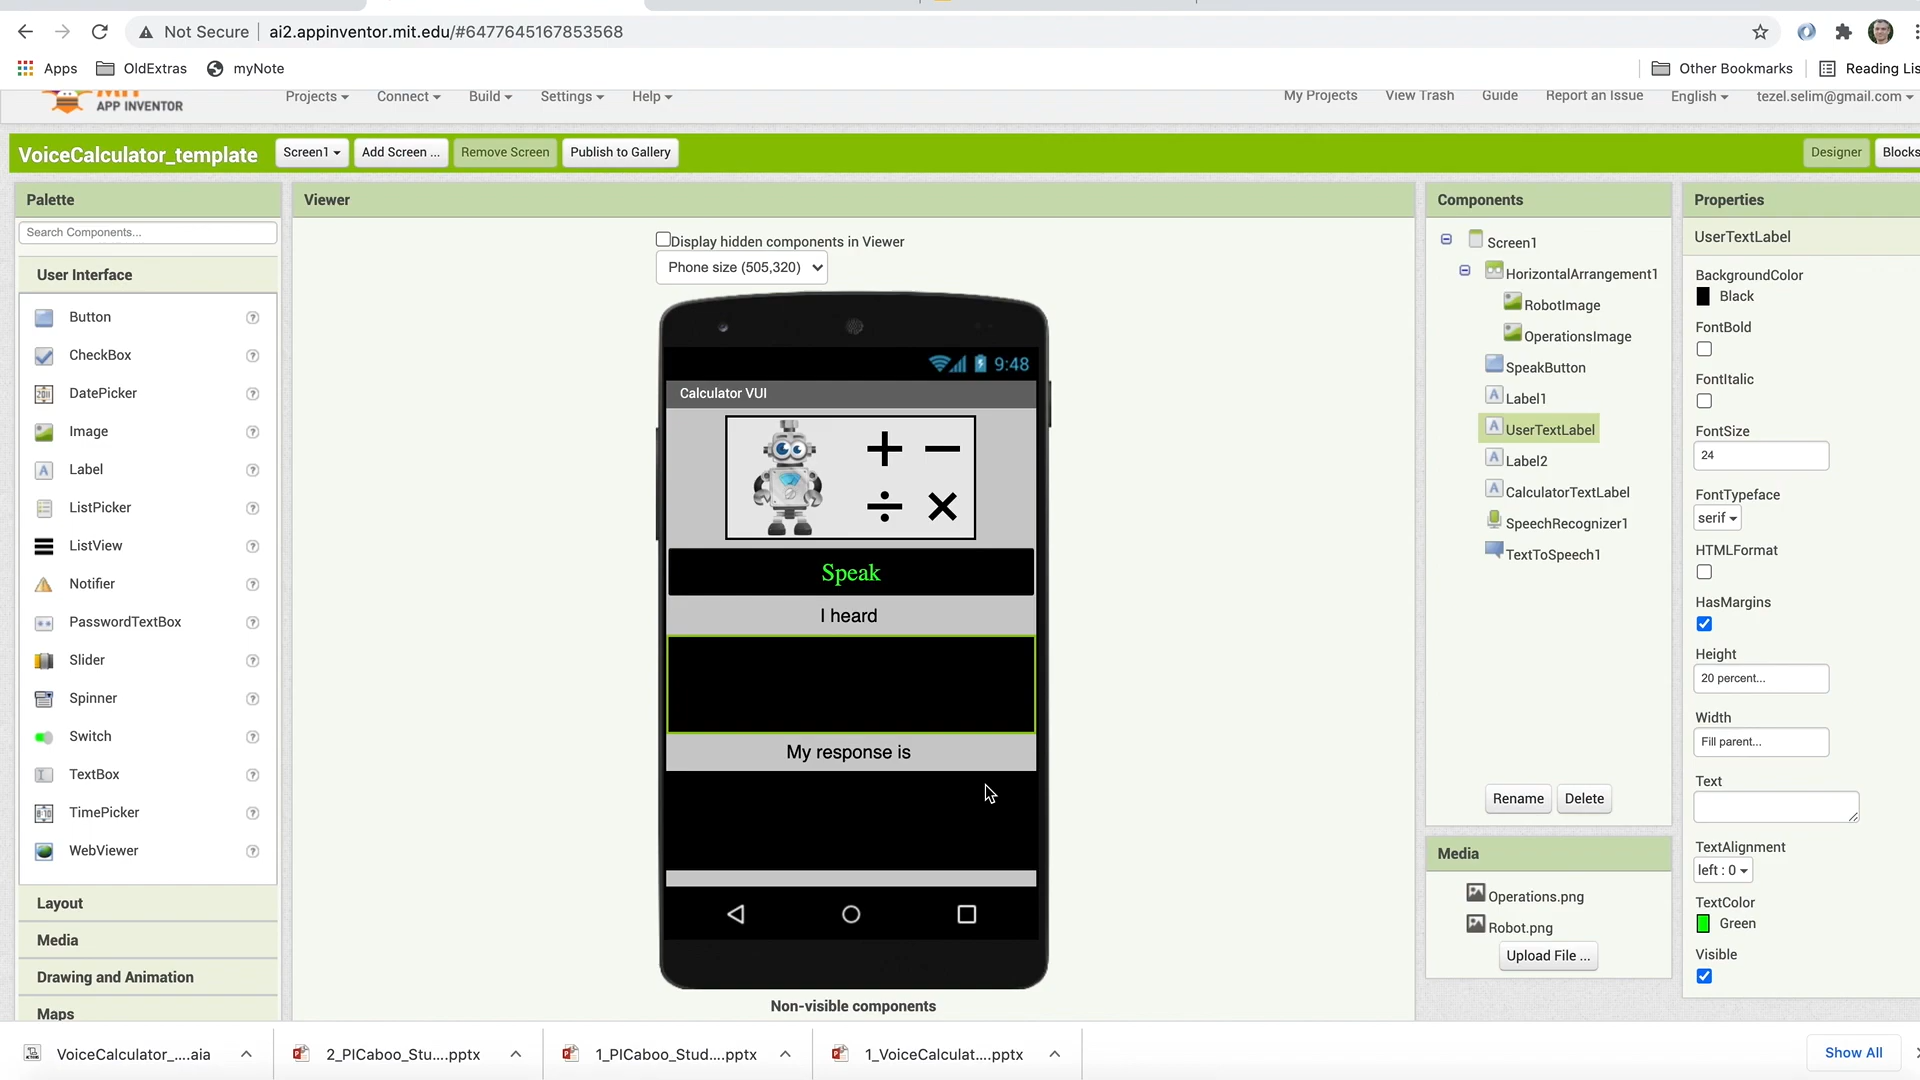 Not Secure ai2.appinventor.mit.edu/#6477645167853568
Apps OldExtras myNote Other Bookmarks Reading Lis
APP INVENTOR Projects Connect Build Settings Help My Projects View Trash Guide Report an Issue English tezel.selim@gmail.com
VoiceCalculator_template Screen1 Add Screen ... Remove Screen Publish to Gallery Designer Blocks
Palette
Search Components...
User Interface
Button ?
CheckBox ?
DatePicker ?
Image ?
Label ?
ListPicker ?
ListView ?
Notifier ?
PasswordTextBox ?
Slider ?
Spinner ?
Switch ?
TextBox ?
TimePicker ?
WebViewer ?
Layout
Media
Drawing and Animation
Maps
Viewer
Display hidden components in Viewer
Phone size (505,320)
9:48
Calculator VUI
+ −
÷ ×
Speak
I heard
My response is
Non-visible components
Components
Screen1
HorizontalArrangement1
RobotImage
OperationsImage
SpeakButton
Label1
UserTextLabel
Label2
CalculatorTextLabel
SpeechRecognizer1
TextToSpeech1
Rename Delete
Media
Operations.png
Robot.png
Upload File ...
Properties
UserTextLabel
BackgroundColor
Black
FontBold
FontItalic
FontSize
24
FontTypeface
serif
HTMLFormat
HasMargins
Height
20 percent...
Width
Fill parent...
Text
TextAlignment
left : 0
TextColor
Green
Visible
VoiceCalculator_....aia 2_PICaboo_Stu....pptx 1_PICaboo_Stud....pptx 1_VoiceCalculat....pptx Show All